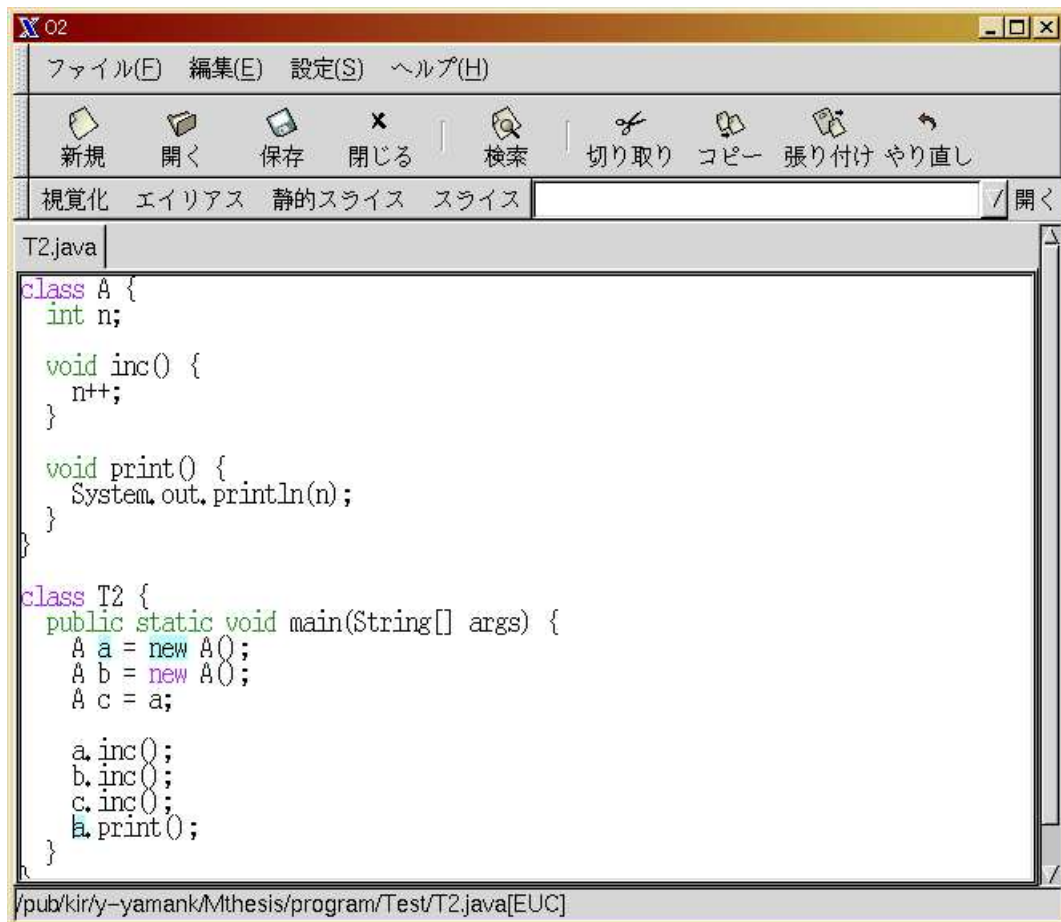 O2
ファイル(F) 編集(E) 設定(S) ヘルプ(H)
新規 開く 保存 閉じる 検索 切り取り コピー 張り付け やり直し
視覚化 エイリアス 静的スライス スライス 開く
T2.java
class A {
  int n;

  void inc() {
    n++;
  }

  void print() {
    System.out.println(n);
  }
}

class T2 {
  public static void main(String[] args) {
    A a = new A();
    A b = new A();
    A c = a;

    a.inc();
    b.inc();
    c.inc();
    a.print();
  }
}
/pub/kir/y-yamank/Mthesis/program/Test/T2.java[EUC]